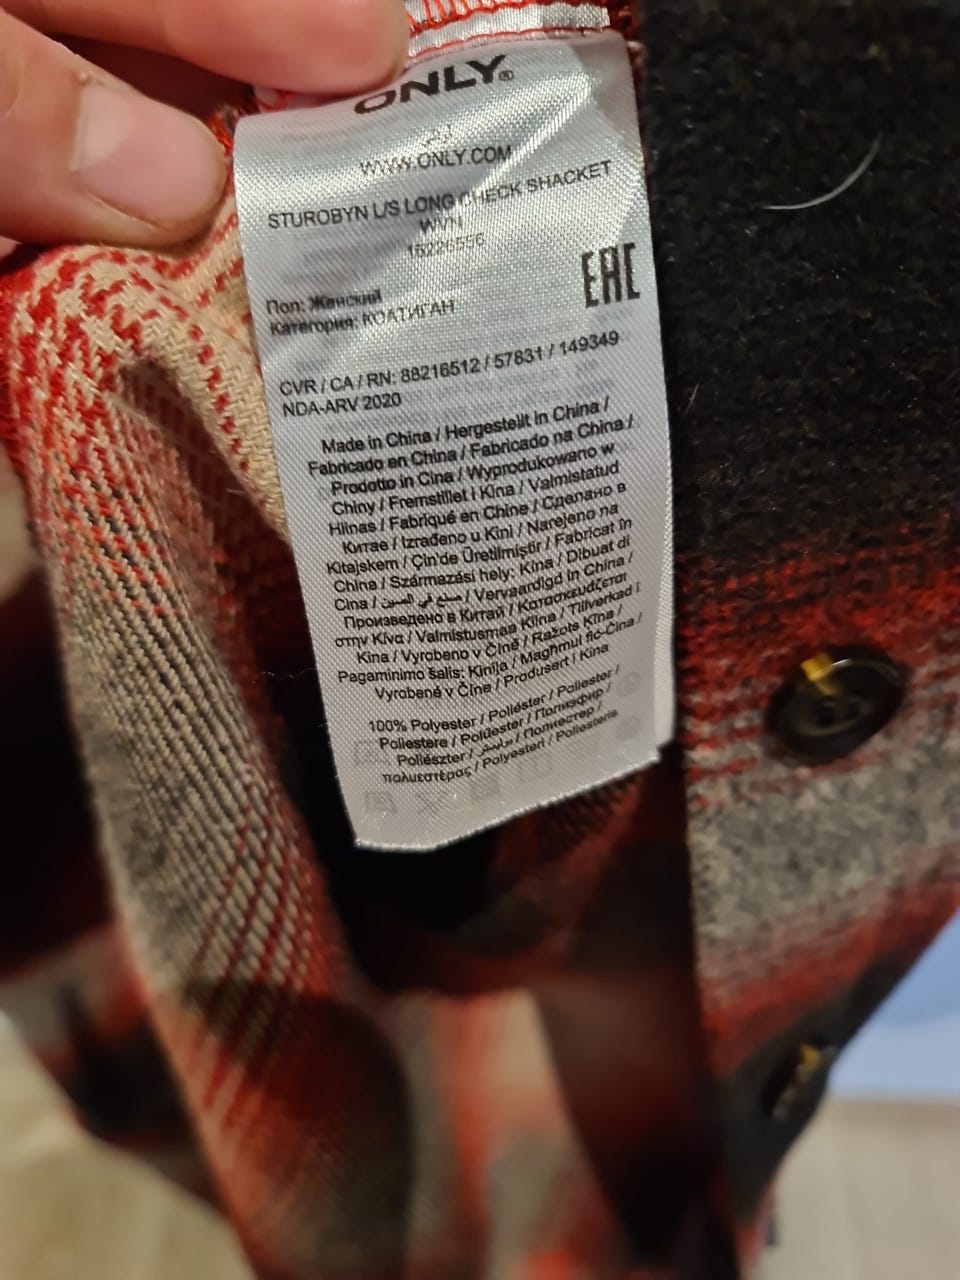 ONLY®
WWW.ONLY.COM
STUROBYN L/S LONG CHECK SHACKET
WVN
15226556
EAC
Пол: Женский
Категория: КОАТИГАН
CVR / CA / RN: 88216512 / 57831 / 149349
NDA-ARV 2020
Made in China / Hergestellt in China /
Fabricado en China / Fabricado na China /
Prodotto in Cina / Wyprodukowano w
Chiny / Fremstillet i Kina / Valmistatud
Hiinas / Fabriqué en Chine / Сделано в
Китае / Izrađeno u Kini / Narejeno na
Kitajskem / Çin'de Üretilmiştir / Fabricat în
China / Származási hely: Kína / Dibuat di
Cina / صنع في الصين / Vervaardigd in China /
Произведено в Китай / Κατασκευάζεται
στην Κίνα / Valmistusmaa Kiina / Tillverkad i
Kina / Vyrobeno v Číně / Ražots Ķīna /
Pagaminimo šalis: Kinija / Magħmul fiċ-Ċina /
Vyrobené v Číne / Produsert i Kina
100% Polyester / Poliéster / Poliester /
Poliestere / Polüester / Полиэфир /
Poliészter / بوليستر / Полиестер /
πολυεστέρας / Polyesteri / Poliesteris